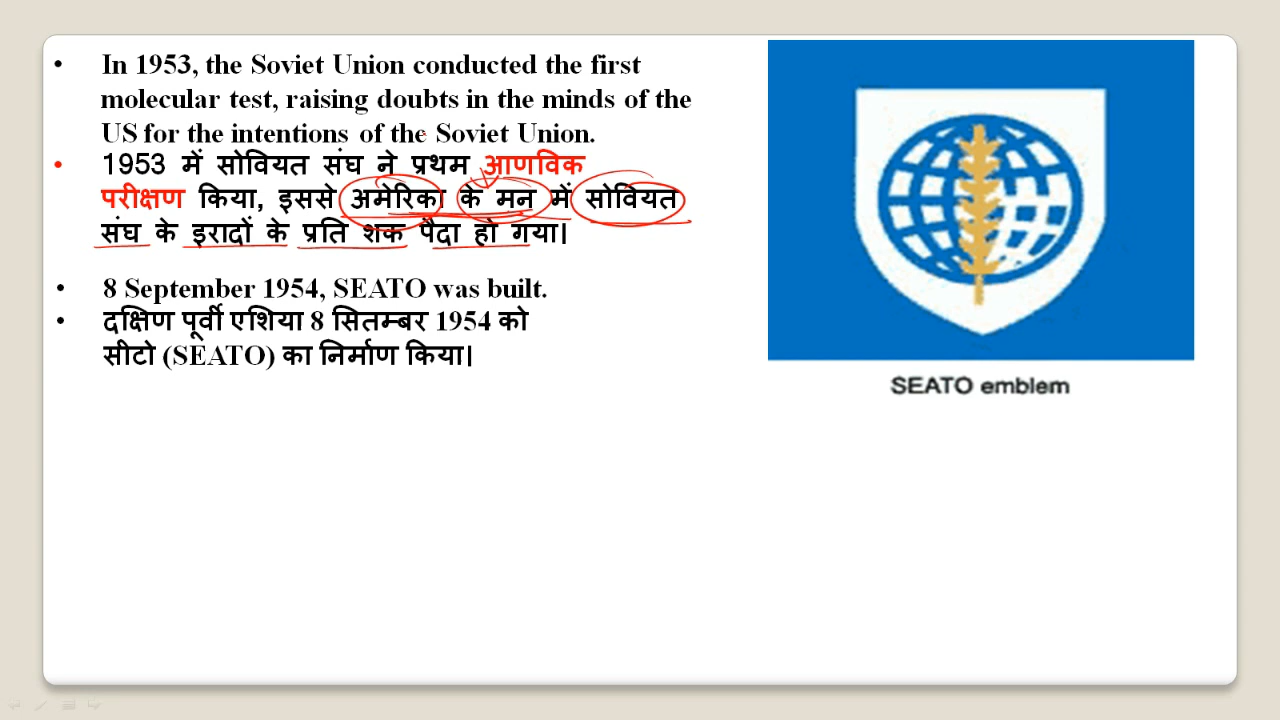 • In 1953, the Soviet Union conducted the first
molecular test, raising doubts in the minds of the
US for the intentions of the Soviet Union.
• 1953 में सोवियत संघ ने प्रथम आणविक
परीक्षण किया, इससे अमेरिका के मन में सोवियत
संघ के इरादों के प्रति शक पैदा हो गया।
• 8 September 1954, SEATO was built.
• दक्षिण पूर्वी एशिया 8 सितम्बर 1954 को
सीटो (SEATO) का निर्माण किया।
SEATO emblem